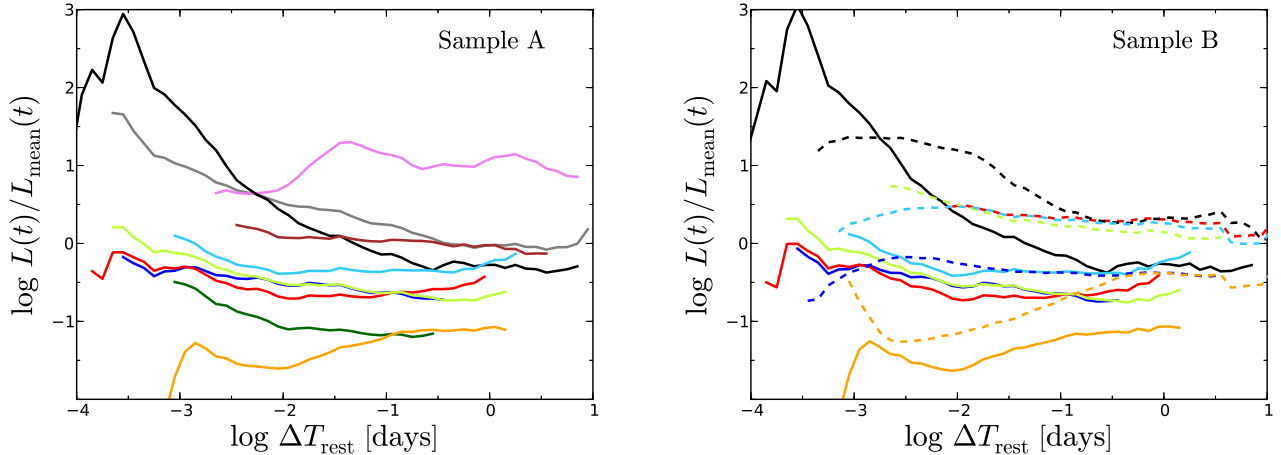 Sample A
log L(t)/L_mean(t)
3
2
1
0
−1
−4 −3 −2 −1 0 1
log ΔT_rest [days]
Sample B
log L(t)/L_mean(t)
3
2
1
0
−1
−4 −3 −2 −1 0 1
log ΔT_rest [days]